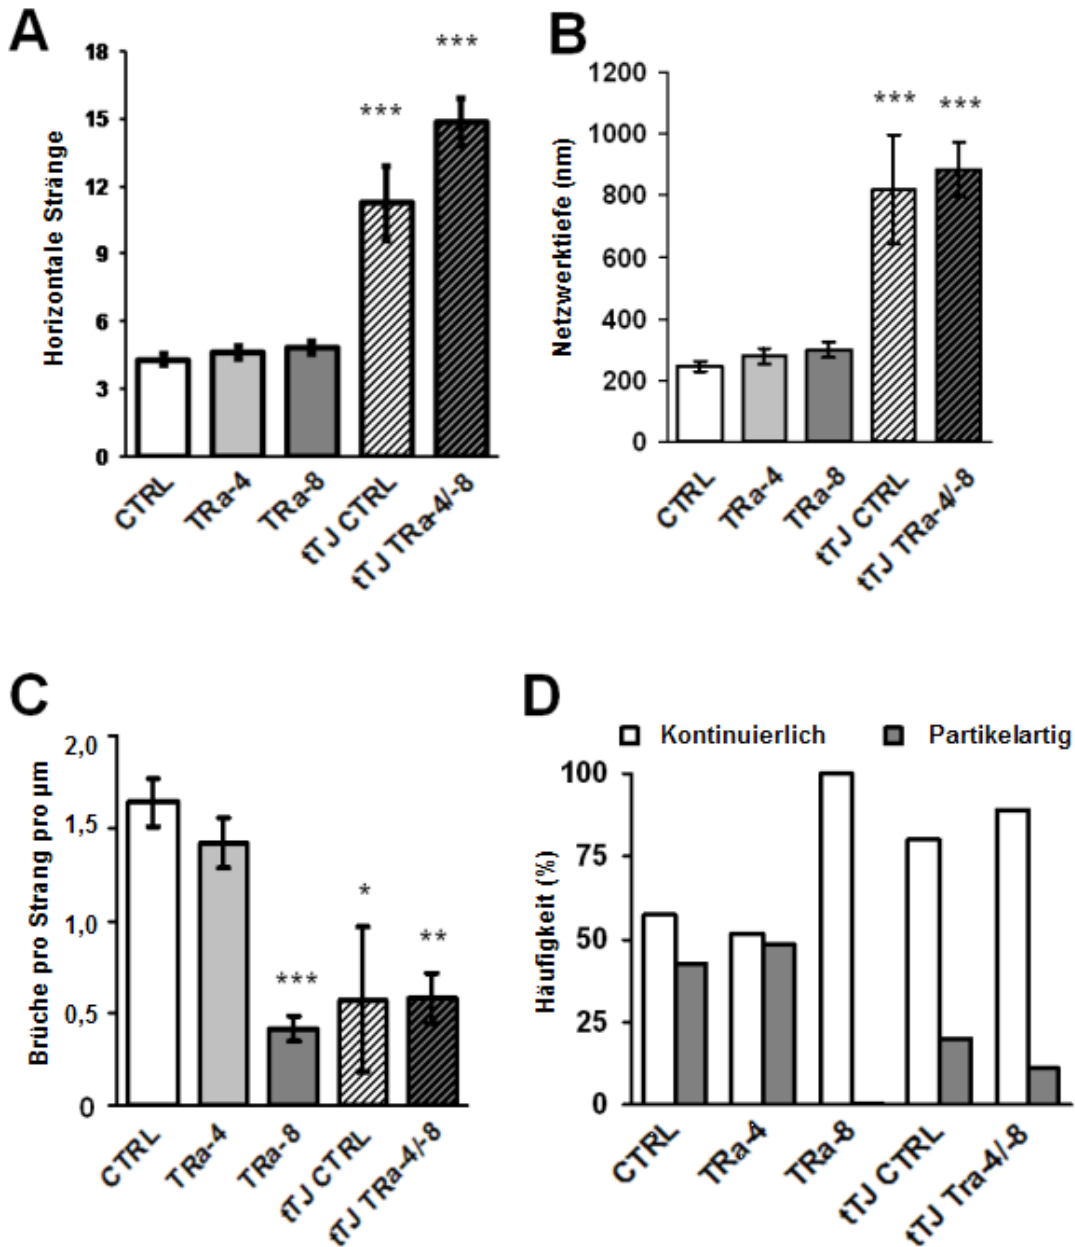 A
18
15
12
9
6
3
0
Horizontale Stränge
***
***
CTRL
TRa-4
TRa-8
tTJ CTRL
tTJ TRa-4/-8
B
1200
1000
800
600
400
200
0
Netzwerktiefe (nm)
***
***
CTRL
TRa-4
TRa-8
tTJ CTRL
tTJ TRa-4/-8
C
2,0
1,5
1,0
0,5
0
Brüche pro Strang pro µm
***
*
**
CTRL
TRa-4
TRa-8
tTJ CTRL
tTJ TRa-4/-8
D
Kontinuierlich
Partikelartig
100
75
50
25
0
Häufigkeit (%)
CTRL
TRa-4
TRa-8
tTJ CTRL
tTJ Tra-4/-8